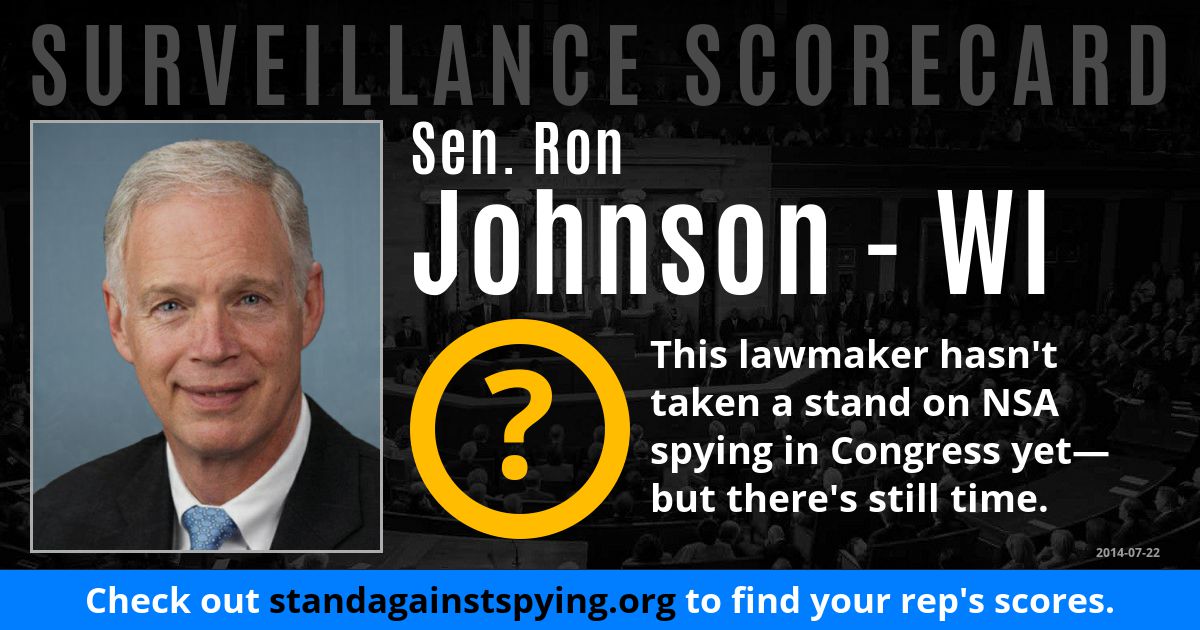 SURVEILLANCE SCORECARD
Sen. Ron
Johnson - WI
?
This lawmaker hasn't
taken a stand on NSA
spying in Congress yet—
but there's still time.
2014-07-22
Check out standagainstspying.org to find your rep's scores.